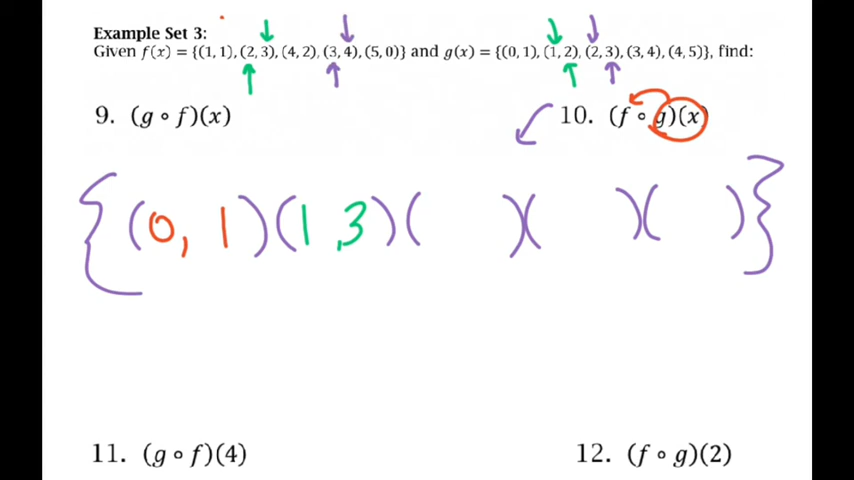 Example Set 3:
Given f(x) = {(1, 1), (2, 3), (4, 2), (3, 4), (5, 0)} and g(x) = {(0, 1), (1, 2), (2, 3), (3, 4), (4, 5)}, find:
9. (g ∘ f)(x) 10. (f ∘ g)(x)
{(0, 1)(1,3)( )( )( )}
11. (g ∘ f)(4) 12. (f ∘ g)(2)